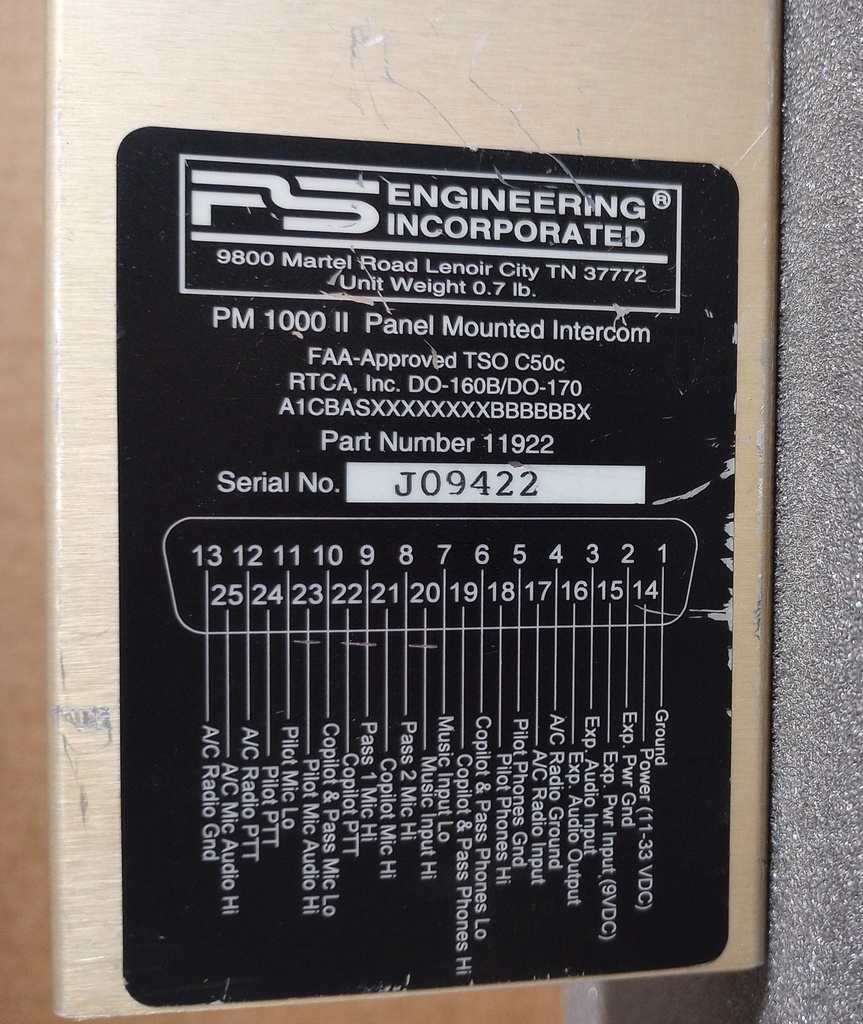 PS ENGINEERING ®
INCORPORATED
9800 Martel Road Lenoir City TN 37772
Unit Weight 0.7 lb.
PM 1000 II Panel Mounted Intercom
FAA-Approved TSO C50c
RTCA, Inc. DO-160B/DO-170
A1CBASXXXXXXXXBBBBBBX
Part Number 11922
Serial No. J09422
13 12 11 10 9 8 7 6 5 4 3 2 1
25 24 23 22 21 20 19 18 17 16 15 14
Ground
Power (11-33 VDC)
Exp. Pwr Gnd
Exp. Pwr Input (9VDC)
Exp. Audio Input
Exp. Audio Output
A/C Radio Ground
A/C Radio Input
Pilot Phones Gnd
Pilot Phones Hi
Copilot & Pass Phones Lo
Copilot & Pass Phones Hi
Music Input Lo
Music Input Hi
Pass 2 Mic Hi
Copilot Mic Hi
Pass 1 Mic Hi
Copilot PTT
Copilot & Pass Mic Lo
Pilot Mic Audio Hi
Pilot Mic Lo
Pilot PTT
A/C Radio PTT
A/C Mic Audio Hi
A/C Radio Gnd